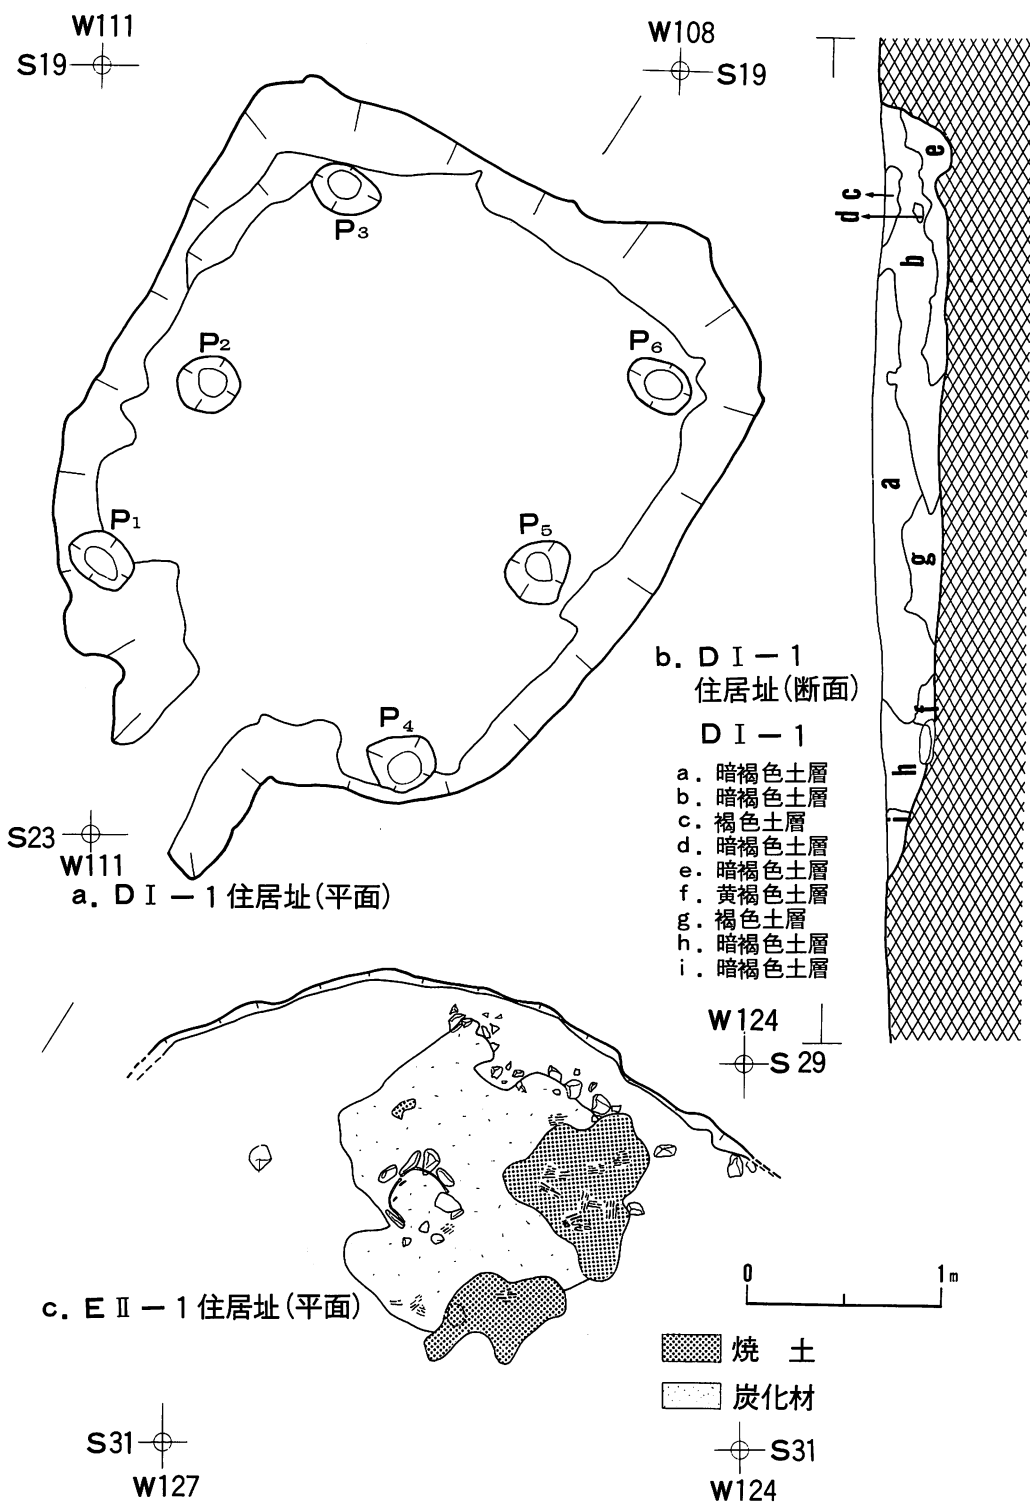 W111
S19
W108
S19
P3
P2
P6
P1
P5
P4
S23
W111
a. DⅠ－1住居址(平面)
b. DⅠ－1
住居址(断面)
DⅠ－1
a. 暗褐色土層
b. 暗褐色土層
c. 褐色土層
d. 暗褐色土層
e. 暗褐色土層
f. 黄褐色土層
g. 褐色土層
h. 暗褐色土層
i. 暗褐色土層
e
c
d
b
a
g
f
h
i
W124
S29
c. EⅡ－1住居址(平面)
0 1m
焼 土
炭化材
S31
W127
S31
W124